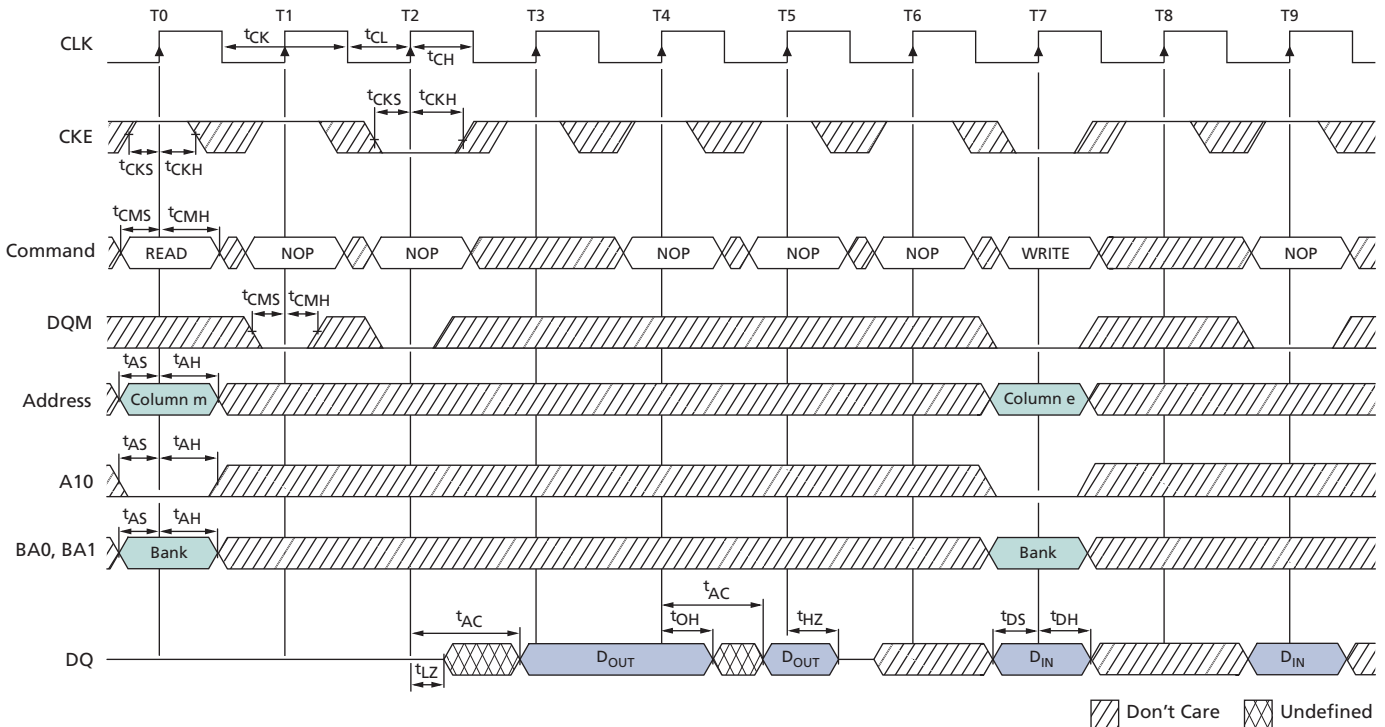 T0 T1 T2 T3 T4 T5 T6 T7 T8 T9
CLK
tCK tCL
tCH
tCKS tCKH
CKE
tCKS tCKH
tCMS tCMH
Command READ NOP NOP NOP NOP NOP WRITE NOP
tCMS tCMH
DQM
tAS tAH
Address Column m Column e
tAS tAH
A10
tAS tAH
BA0, BA1 Bank Bank
tAC tAC
tOH tHZ tDS tDH
DQ DOUT DOUT DIN DIN
tLZ
Don't Care Undefined